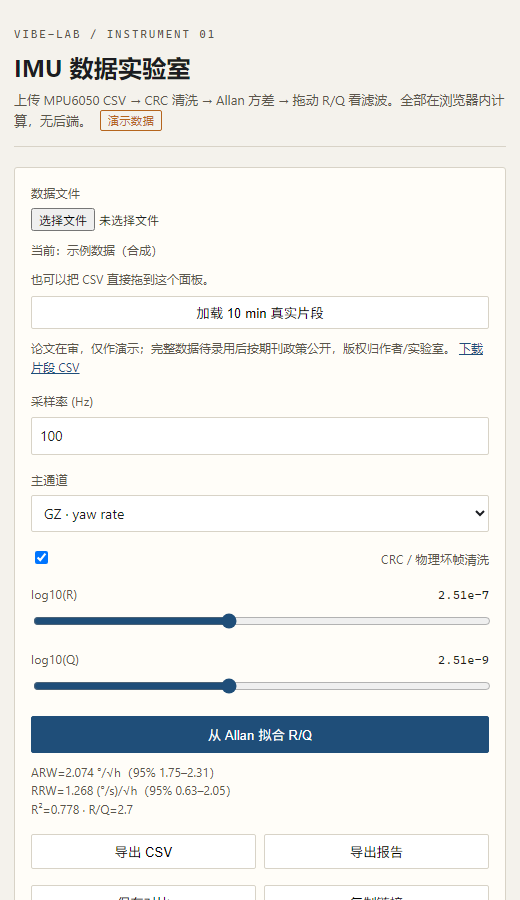 VIBE-LAB / INSTRUMENT 01
IMU 数据实验室
上传 MPU6050 CSV → CRC 清洗 → Allan 方差 → 拖动 R/Q 看滤波。全部在浏览器内计
算，无后端。 演示数据
数据文件
选择文件 未选择文件
当前：示例数据（合成）
也可以把 CSV 直接拖到这个面板。
加载 10 min 真实片段
论文在审，仅作演示；完整数据待录用后按期刊政策公开，版权归作者/实验室。 下载
片段 CSV
采样率 (Hz)
100
主通道
GZ · yaw rate
CRC / 物理坏帧清洗
log10(R) 2.51e-7
log10(Q) 2.51e-9
从 Allan 拟合 R/Q
ARW=2.074 °/√h（95% 1.75–2.31）
RRW=1.268 (°/s)/√h（95% 0.63–2.05）
R²=0.778 · R/Q=2.7
导出 CSV 导出报告